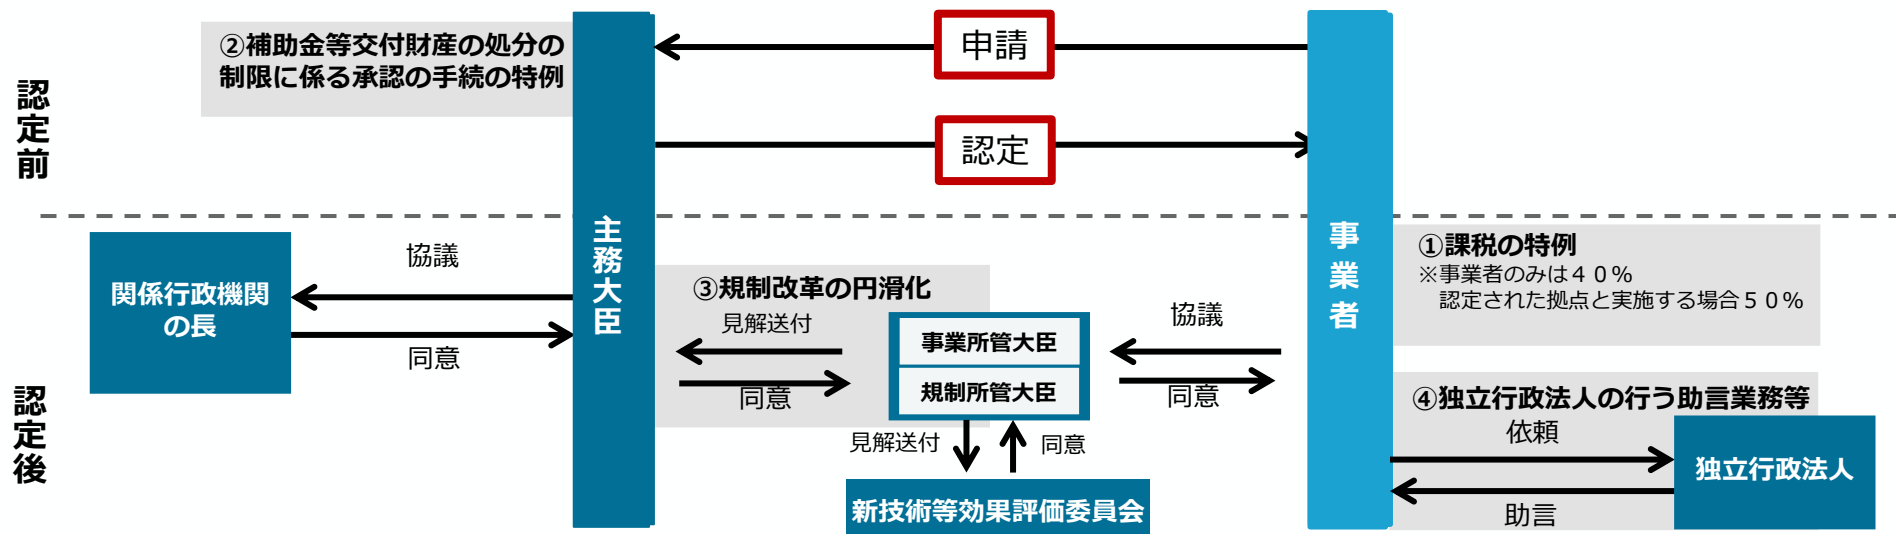 認定前
②補助金等交付財産の処分の
制限に係る承認の手続の特例
申請
認定
主務大臣
事業者
認定後
関係行政機関
の長
協議
同意
③規制改革の円滑化
見解送付
同意
事業所管大臣
規制所管大臣
協議
同意
見解送付
同意
新技術等効果評価委員会
①課税の特例
※事業者のみは４０%
認定された拠点と実施する場合５０%
④独立行政法人の行う助言業務等
依頼
独立行政法人
助言